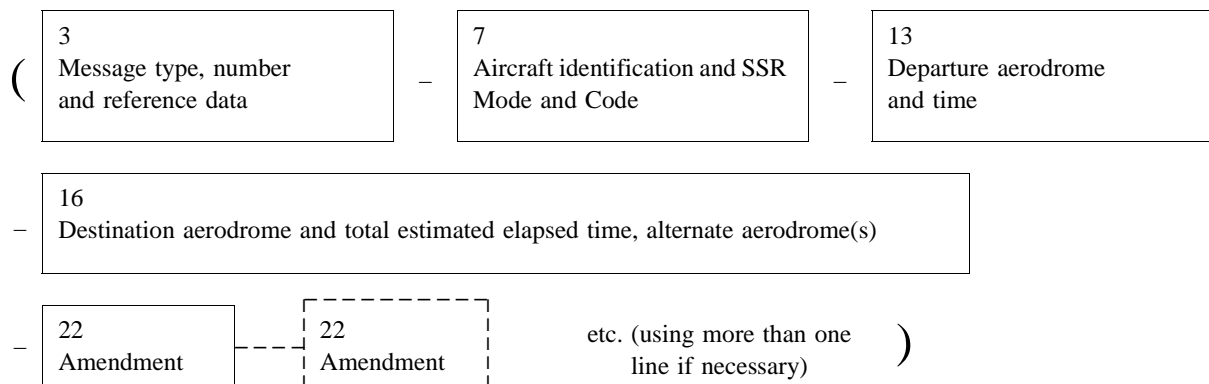 ( 3 7 13
Message type, number – Aircraft identification and SSR – Departure aerodrome
and reference data Mode and Code and time
16
– Destination aerodrome and total estimated elapsed time, alternate aerodrome(s)
– 22 22 etc. (using more than one )
Amendment Amendment line if necessary)